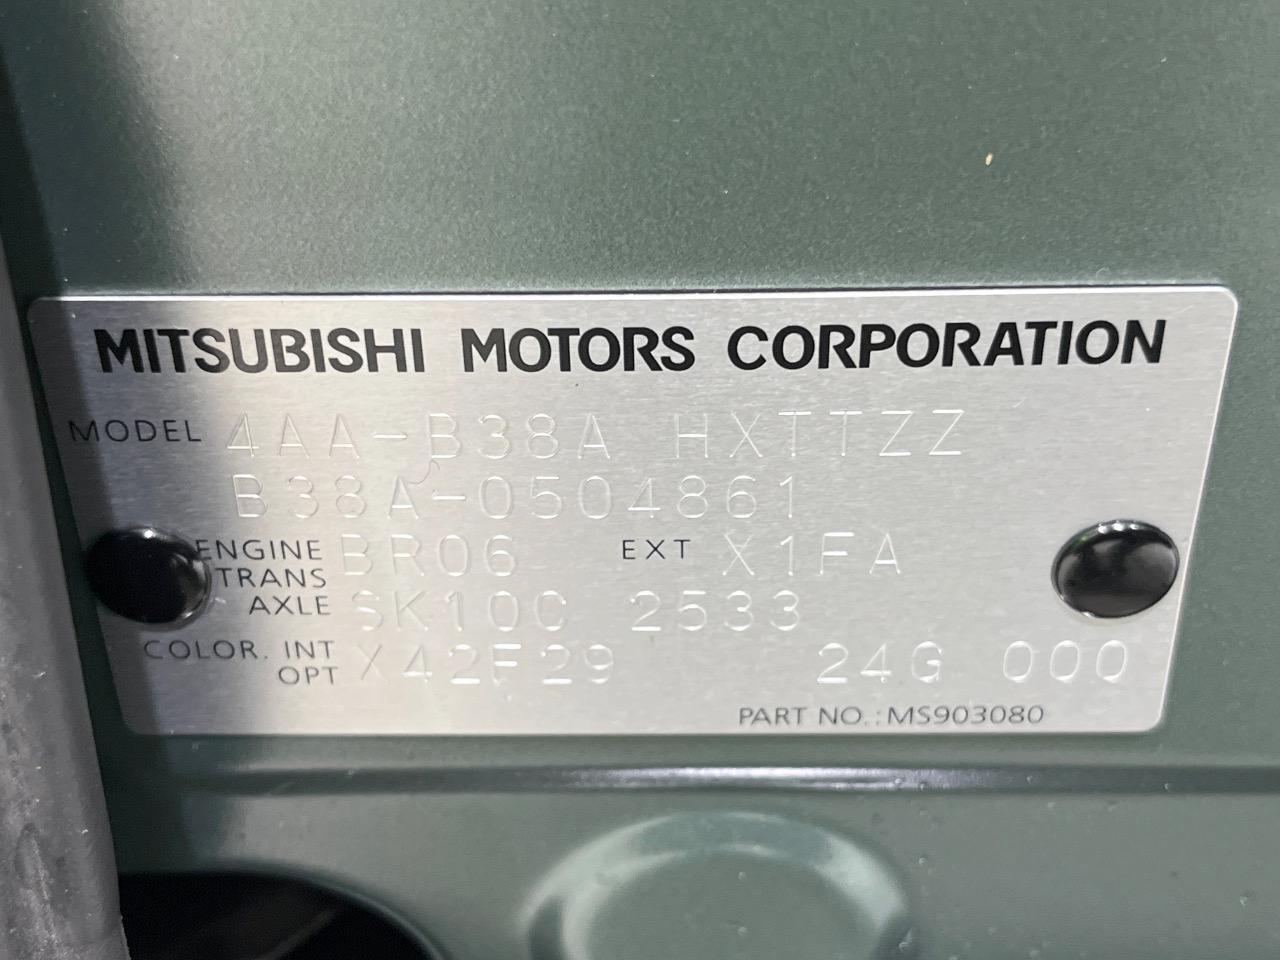 MITSUBISHI MOTORS CORPORATION
MODEL 4AA-B38A HXTTZZ
B38A-0504861
ENGINE BR06 EXT X1FA
TRANS
AXLE SK10C 2533
COLOR. INT
OPT X42F29 24G 000
PART NO.:MS903080